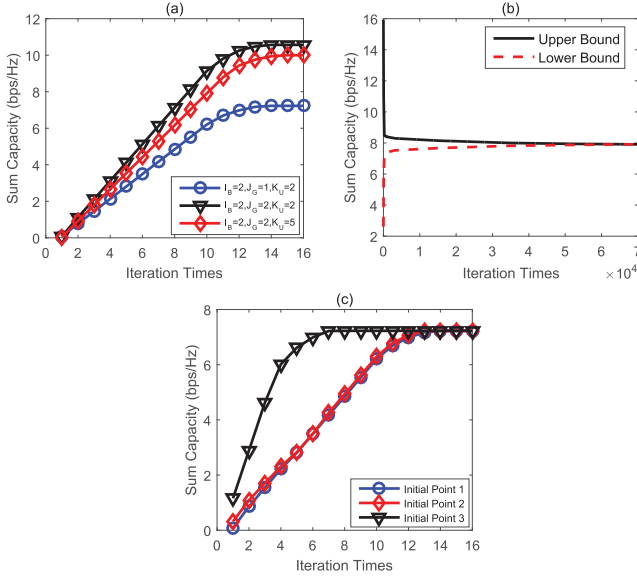 (a)
12
10
8
6
4
2
0
Sum Capacity (bps/Hz)
I_B=2,J_G=1,K_U=2
I_B=2,J_G=2,K_U=2
I_B=2,J_G=2,K_U=5
0 2 4 6 8 10 12 14 16
Iteration Times
(b)
16
14
12
10
8
6
4
2
Sum Capacity (bps/Hz)
Upper Bound
Lower Bound
0 1 2 3 4 5 6 7
×10^4
Iteration Times
(c)
8
6
4
2
0
Sum Capacity (bps/Hz)
Initial Point 1
Initial Point 2
Initial Point 3
0 2 4 6 8 10 12 14 16
Iteration Times